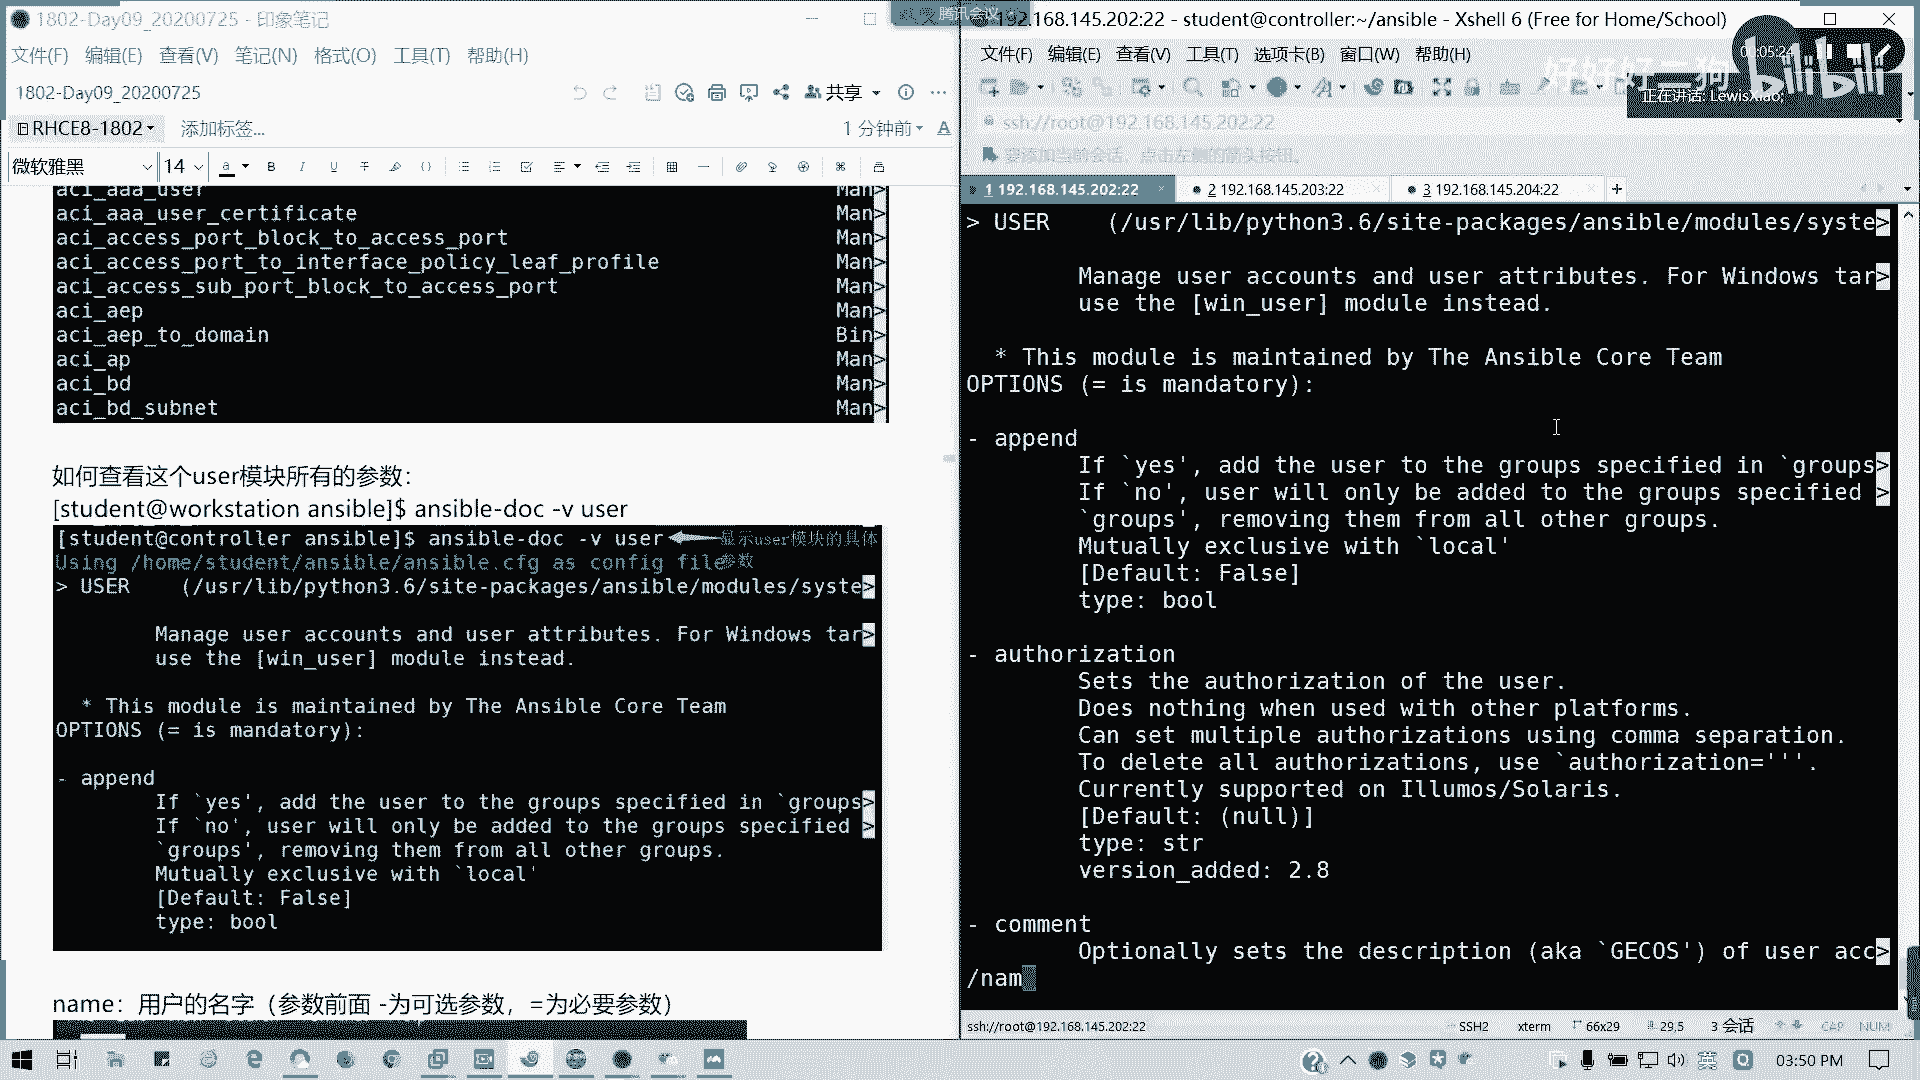 1802-Day09_20200725 - 印象笔记
文件(F) 编辑(E) 查看(V) 笔记(N) 格式(O) 工具(T) 帮助(H)
1802-Day09_20200725
共享
RHCE8-1802
添加标签...
1 分钟前
微软雅黑 14
aci_aaa_user Man>
aci_aaa_user_certificate Man>
aci_access_port_block_to_access_port Man>
aci_access_port_to_interface_policy_leaf_profile Man>
aci_access_sub_port_block_to_access_port Man>
aci_aep Man>
aci_aep_to_domain Bin>
aci_ap Man>
aci_bd Man>
aci_bd_subnet Man>
如何查看这个user模块所有的参数：
[student@workstation ansible]$ ansible-doc -v user
[student@controller ansible]$ ansible-doc -v user
显示user模块的具体参数
Using /home/student/ansible/ansible.cfg as config file
> USER (/usr/lib/python3.6/site-packages/ansible/modules/syste>
Manage user accounts and user attributes. For Windows tar>
use the [win_user] module instead.
* This module is maintained by The Ansible Core Team
OPTIONS (= is mandatory):
- append
If `yes', add the user to the groups specified in `groups>
If `no', user will only be added to the groups specified >
`groups', removing them from all other groups.
Mutually exclusive with `local'
[Default: False]
type: bool
name：用户的名字（参数前面 -为可选参数，=为必要参数）
腾讯会议
192.168.145.202:22 - student@controller:~/ansible - Xshell 6 (Free for Home/School)
文件(F) 编辑(E) 查看(V) 工具(T) 选项卡(B) 窗口(W) 帮助(H)
05:24
好好好二狗
bilibili
正在讲话: LewisXiao;
ssh://root@192.168.145.202:22
要添加当前会话，点击左侧的箭头按钮。
1 192.168.145.202:22
2 192.168.145.203:22
3 192.168.145.204:22
> USER (/usr/lib/python3.6/site-packages/ansible/modules/syste>
Manage user accounts and user attributes. For Windows tar>
use the [win_user] module instead.
* This module is maintained by The Ansible Core Team
OPTIONS (= is mandatory):
- append
If `yes', add the user to the groups specified in `groups>
If `no', user will only be added to the groups specified >
`groups', removing them from all other groups.
Mutually exclusive with `local'
[Default: False]
type: bool
- authorization
Sets the authorization of the user.
Does nothing when used with other platforms.
Can set multiple authorizations using comma separation.
To delete all authorizations, use `authorization='''.
Currently supported on Illumos/Solaris.
[Default: (null)]
type: str
version_added: 2.8
- comment
Optionally sets the description (aka `GECOS') of user acc>
/nam
ssh://root@192.168.145.202:22 SSH2 xterm 66x29 29,5 3 会话 CAP NUM
英
03:50 PM